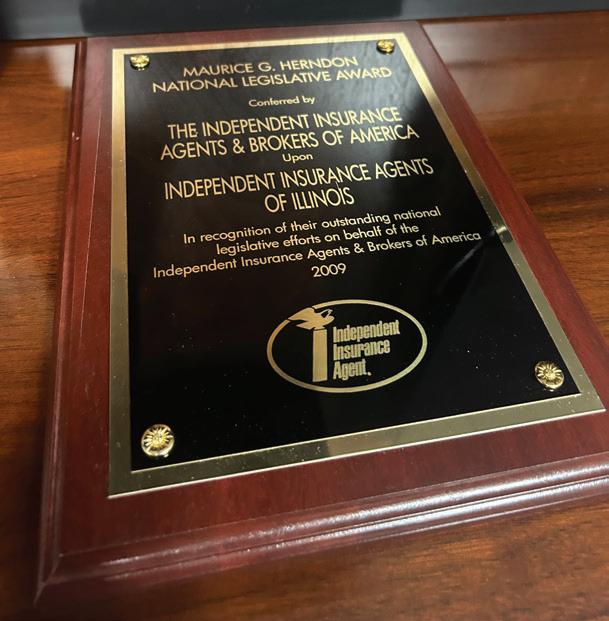 MAURICE G. HERNDON
NATIONAL LEGISLATIVE AWARD
Conferred by
THE INDEPENDENT INSURANCE
AGENTS & BROKERS OF AMERICA
Upon
INDEPENDENT INSURANCE AGENTS
OF ILLINOIS
In recognition of their outstanding national
legislative efforts on behalf of the
Independent Insurance Agents & Brokers of America
2009
Independent
Insurance
Agent.